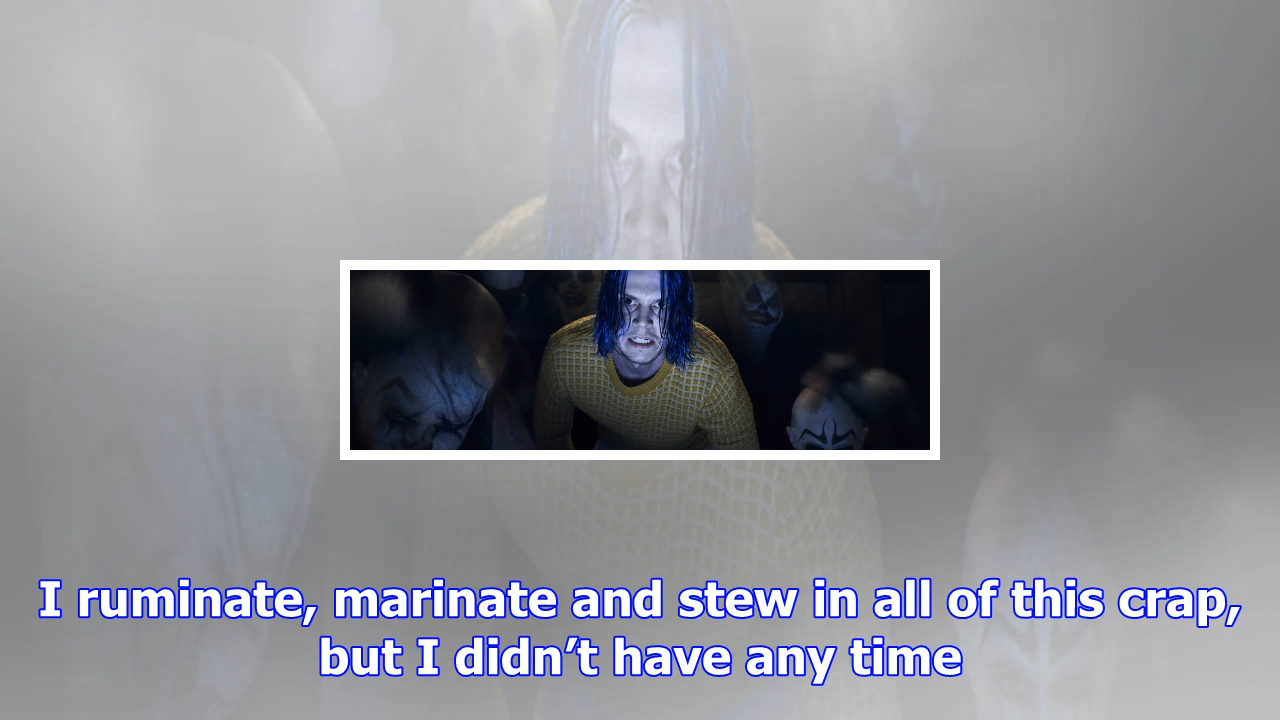 I ruminate, marinate and stew in all of this crap,
but I didn’t have any time